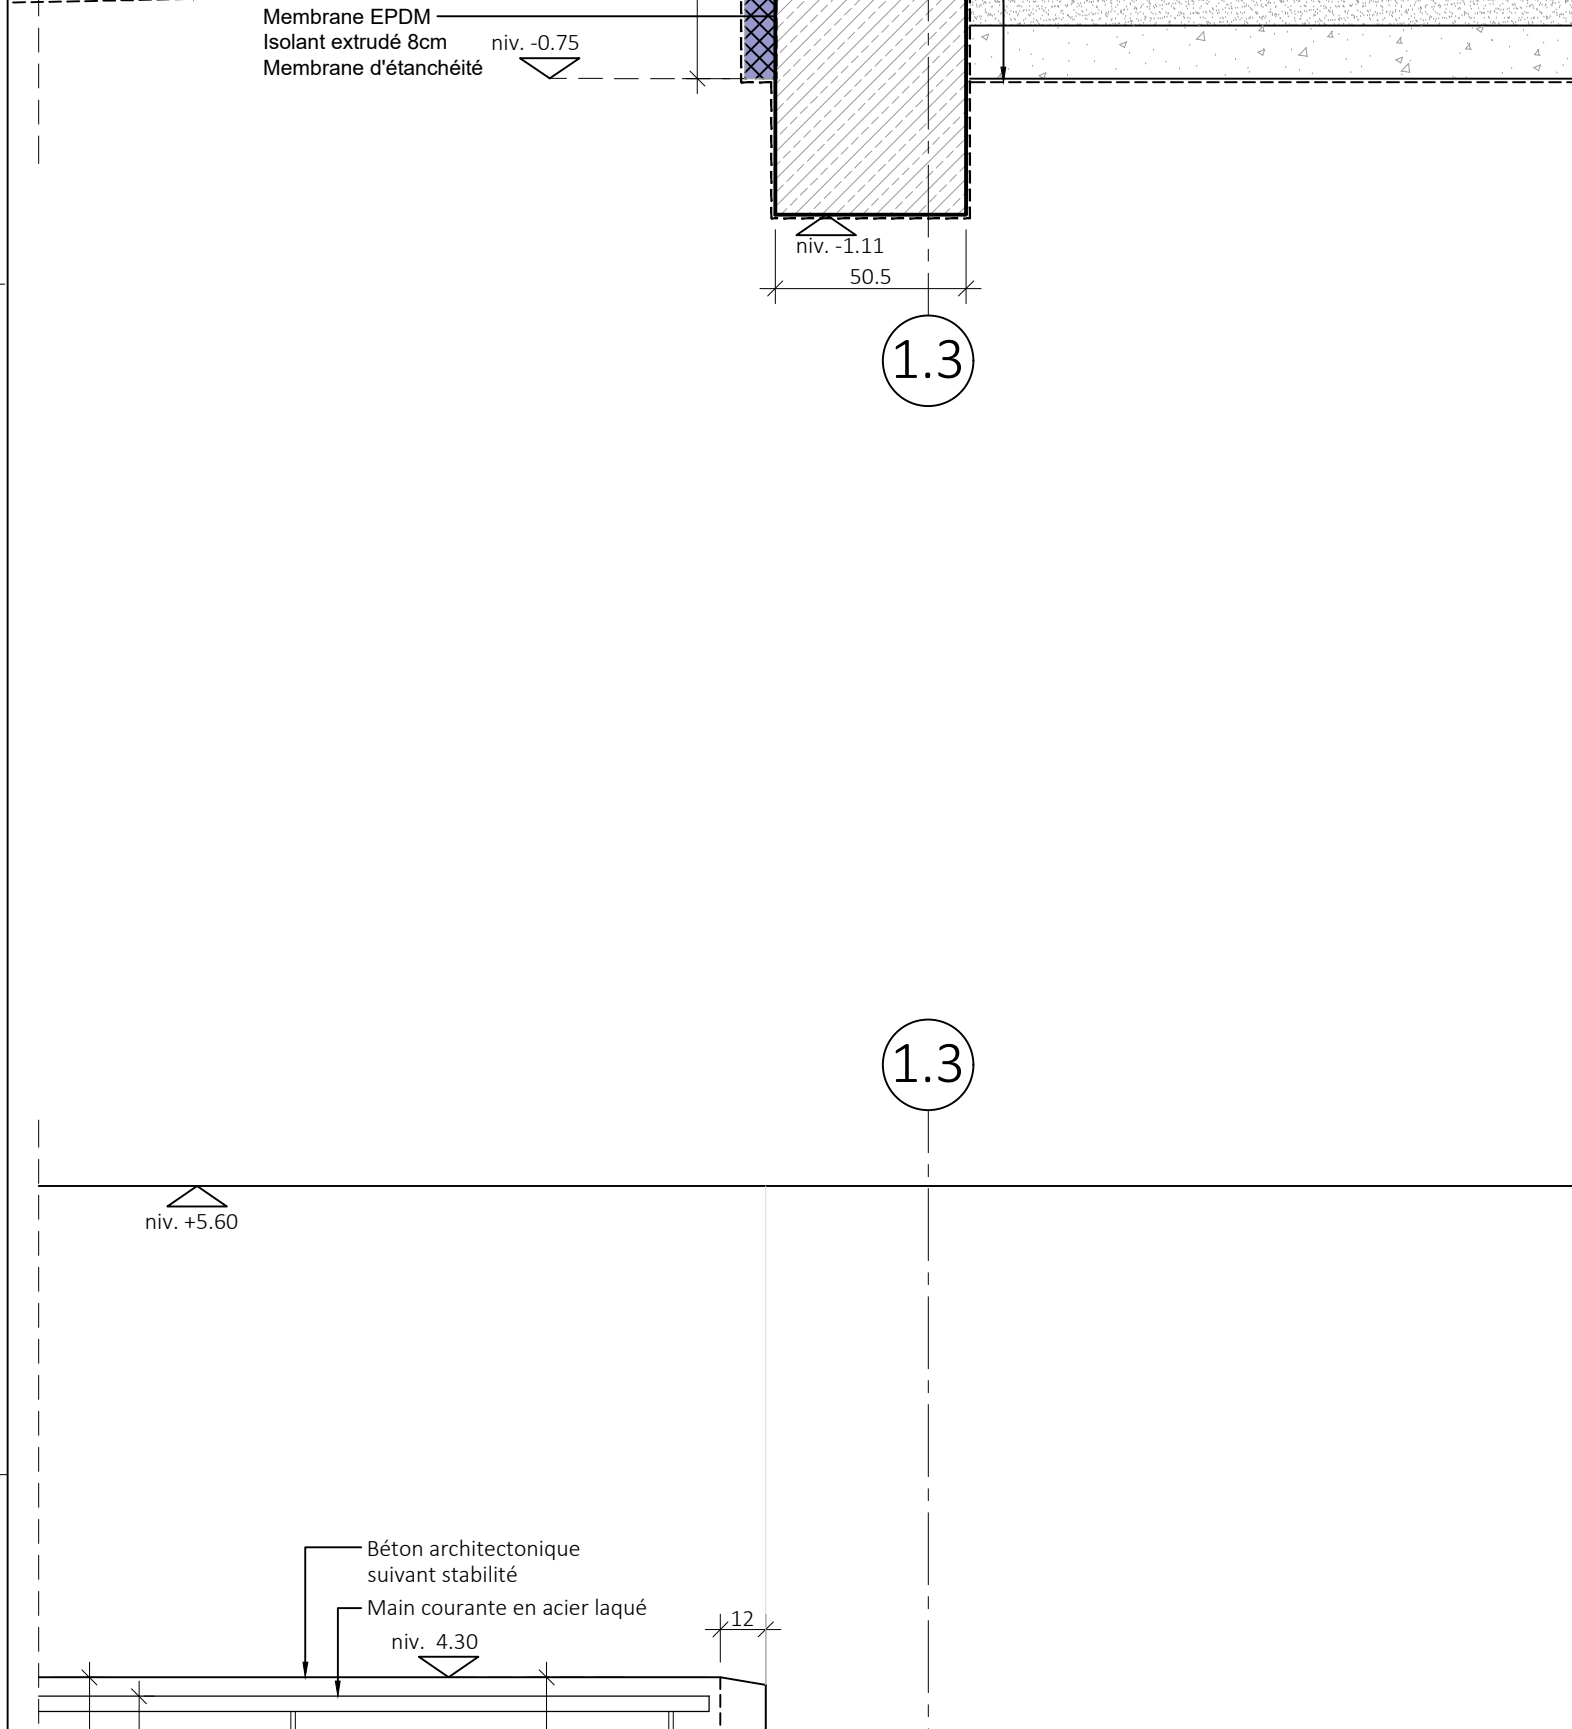 Membrane EPDM
Isolant extrudé 8cm
niv. -0.75
Membrane d'étanchéité
niv. -1.11
50.5
1.3
1.3
niv. +5.60
Béton architectonique
suivant stabilité
Main courante en acier laqué
12
niv. 4.30